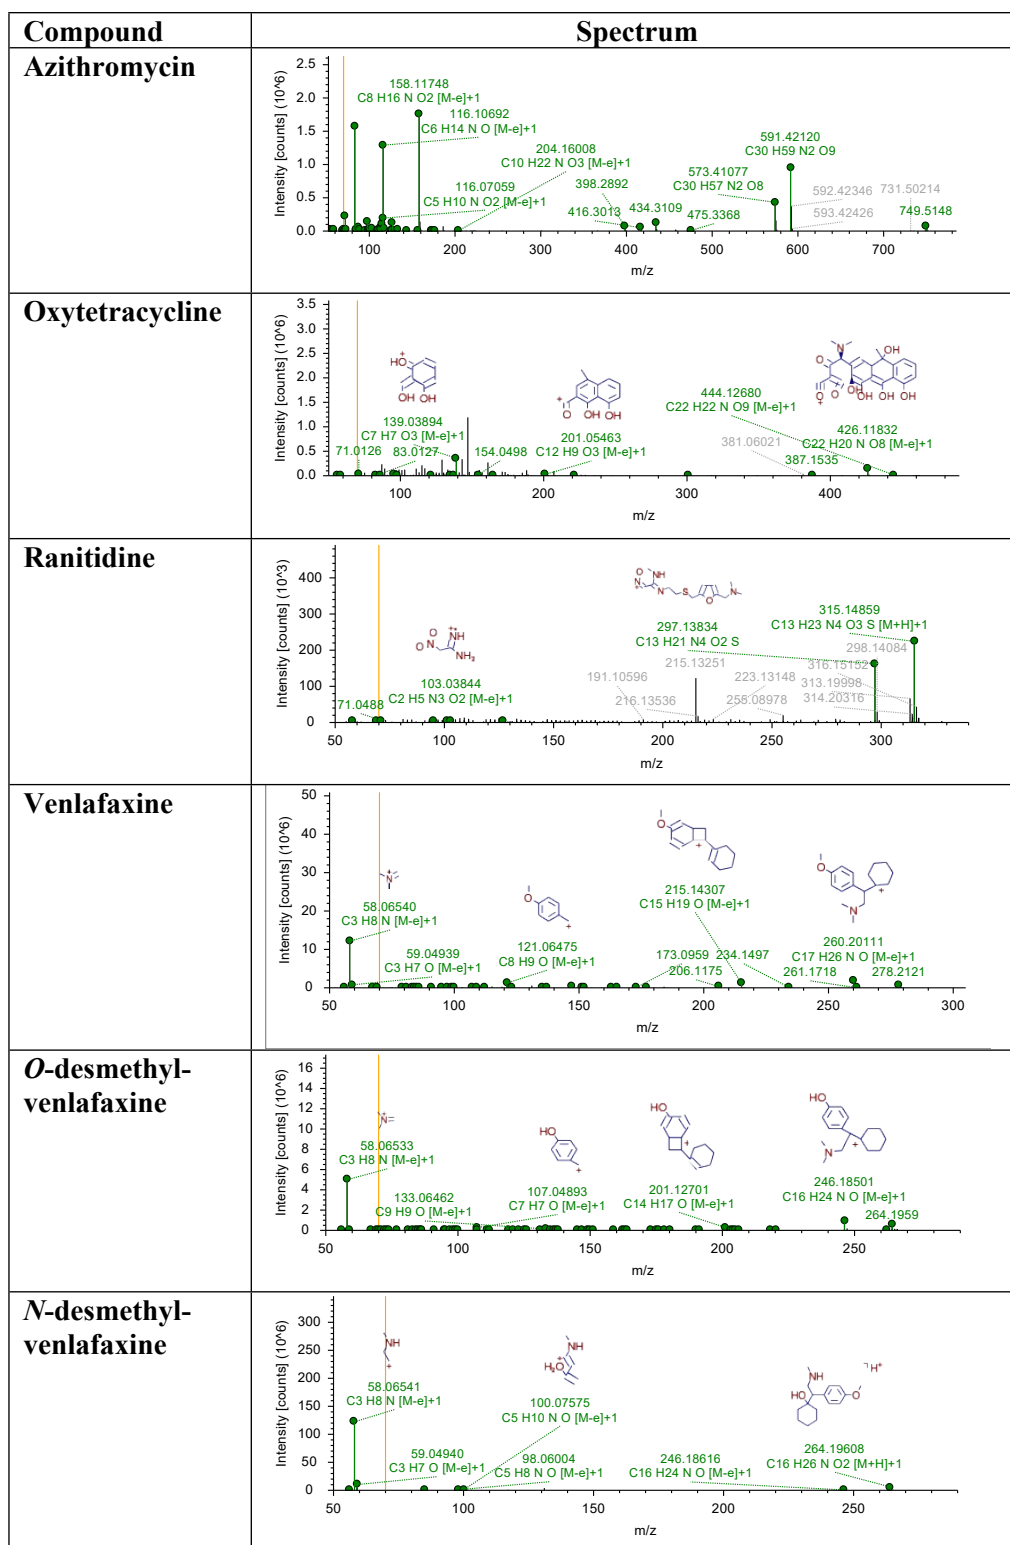 Compound
Spectrum
Azithromycin
Intensity [counts] (10^6)
2.5
2.0
1.5
1.0
0.5
0.0
158.11748
C8 H16 N O2 [M-e]+1
116.10692
C6 H14 N O [M-e]+1
204.16008
C10 H22 N O3 [M-e]+1
116.07059
C5 H10 N O2 [M-e]+1
398.2892
416.3013
434.3109
475.3368
573.41077
C30 H57 N2 O8
591.42120
C30 H59 N2 O9
592.42346
593.42426
731.50214
749.5148
100 200 300 400 500 600 700
m/z
Oxytetracycline
Intensity [counts] (10^6)
3.5
3.0
2.5
2.0
1.5
1.0
0.5
0.0
71.0126
83.0127
139.03894
C7 H7 O3 [M-e]+1
154.0498
201.05463
C12 H9 O3 [M-e]+1
444.12680
C22 H22 N O9 [M-e]+1
381.06021
387.1535
426.11832
C22 H20 N O8 [M-e]+1
100 200 300 400
m/z
Ranitidine
Intensity [counts] (10^3)
400
300
200
100
0
71.0488
103.03844
C2 H5 N3 O2 [M-e]+1
191.10596
215.13251
216.13536
223.13148
255.08978
297.13834
C13 H21 N4 O2 S
315.14859
C13 H23 N4 O3 S [M+H]+1
298.14084
316.15152
313.19998
314.20316
50 100 150 200 250 300
m/z
Venlafaxine
Intensity [counts] (10^6)
50
40
30
20
10
0
58.06540
C3 H8 N [M-e]+1
59.04939
C3 H7 O [M-e]+1
121.06475
C8 H9 O [M-e]+1
173.0959
206.1175
215.14307
C15 H19 O [M-e]+1
234.1497
260.20111
C17 H26 N O [M-e]+1
261.1718
278.2121
50 100 150 200 250 300
m/z
O-desmethyl-
venlafaxine
Intensity [counts] (10^6)
16
14
12
10
8
6
4
2
0
58.06533
C3 H8 N [M-e]+1
133.06462
C9 H9 O [M-e]+1
107.04893
C7 H7 O [M-e]+1
201.12701
C14 H17 O [M-e]+1
246.18501
C16 H24 N O [M-e]+1
264.1959
50 100 150 200 250
m/z
N-desmethyl-
venlafaxine
Intensity [counts] (10^6)
300
250
200
150
100
50
0
58.06541
C3 H8 N [M-e]+1
59.04940
C3 H7 O [M-e]+1
100.07575
C5 H10 N O [M-e]+1
98.06004
C5 H8 N O [M-e]+1
246.18616
C16 H24 N O [M-e]+1
264.19608
C16 H26 N O2 [M+H]+1
50 100 150 200 250
m/z